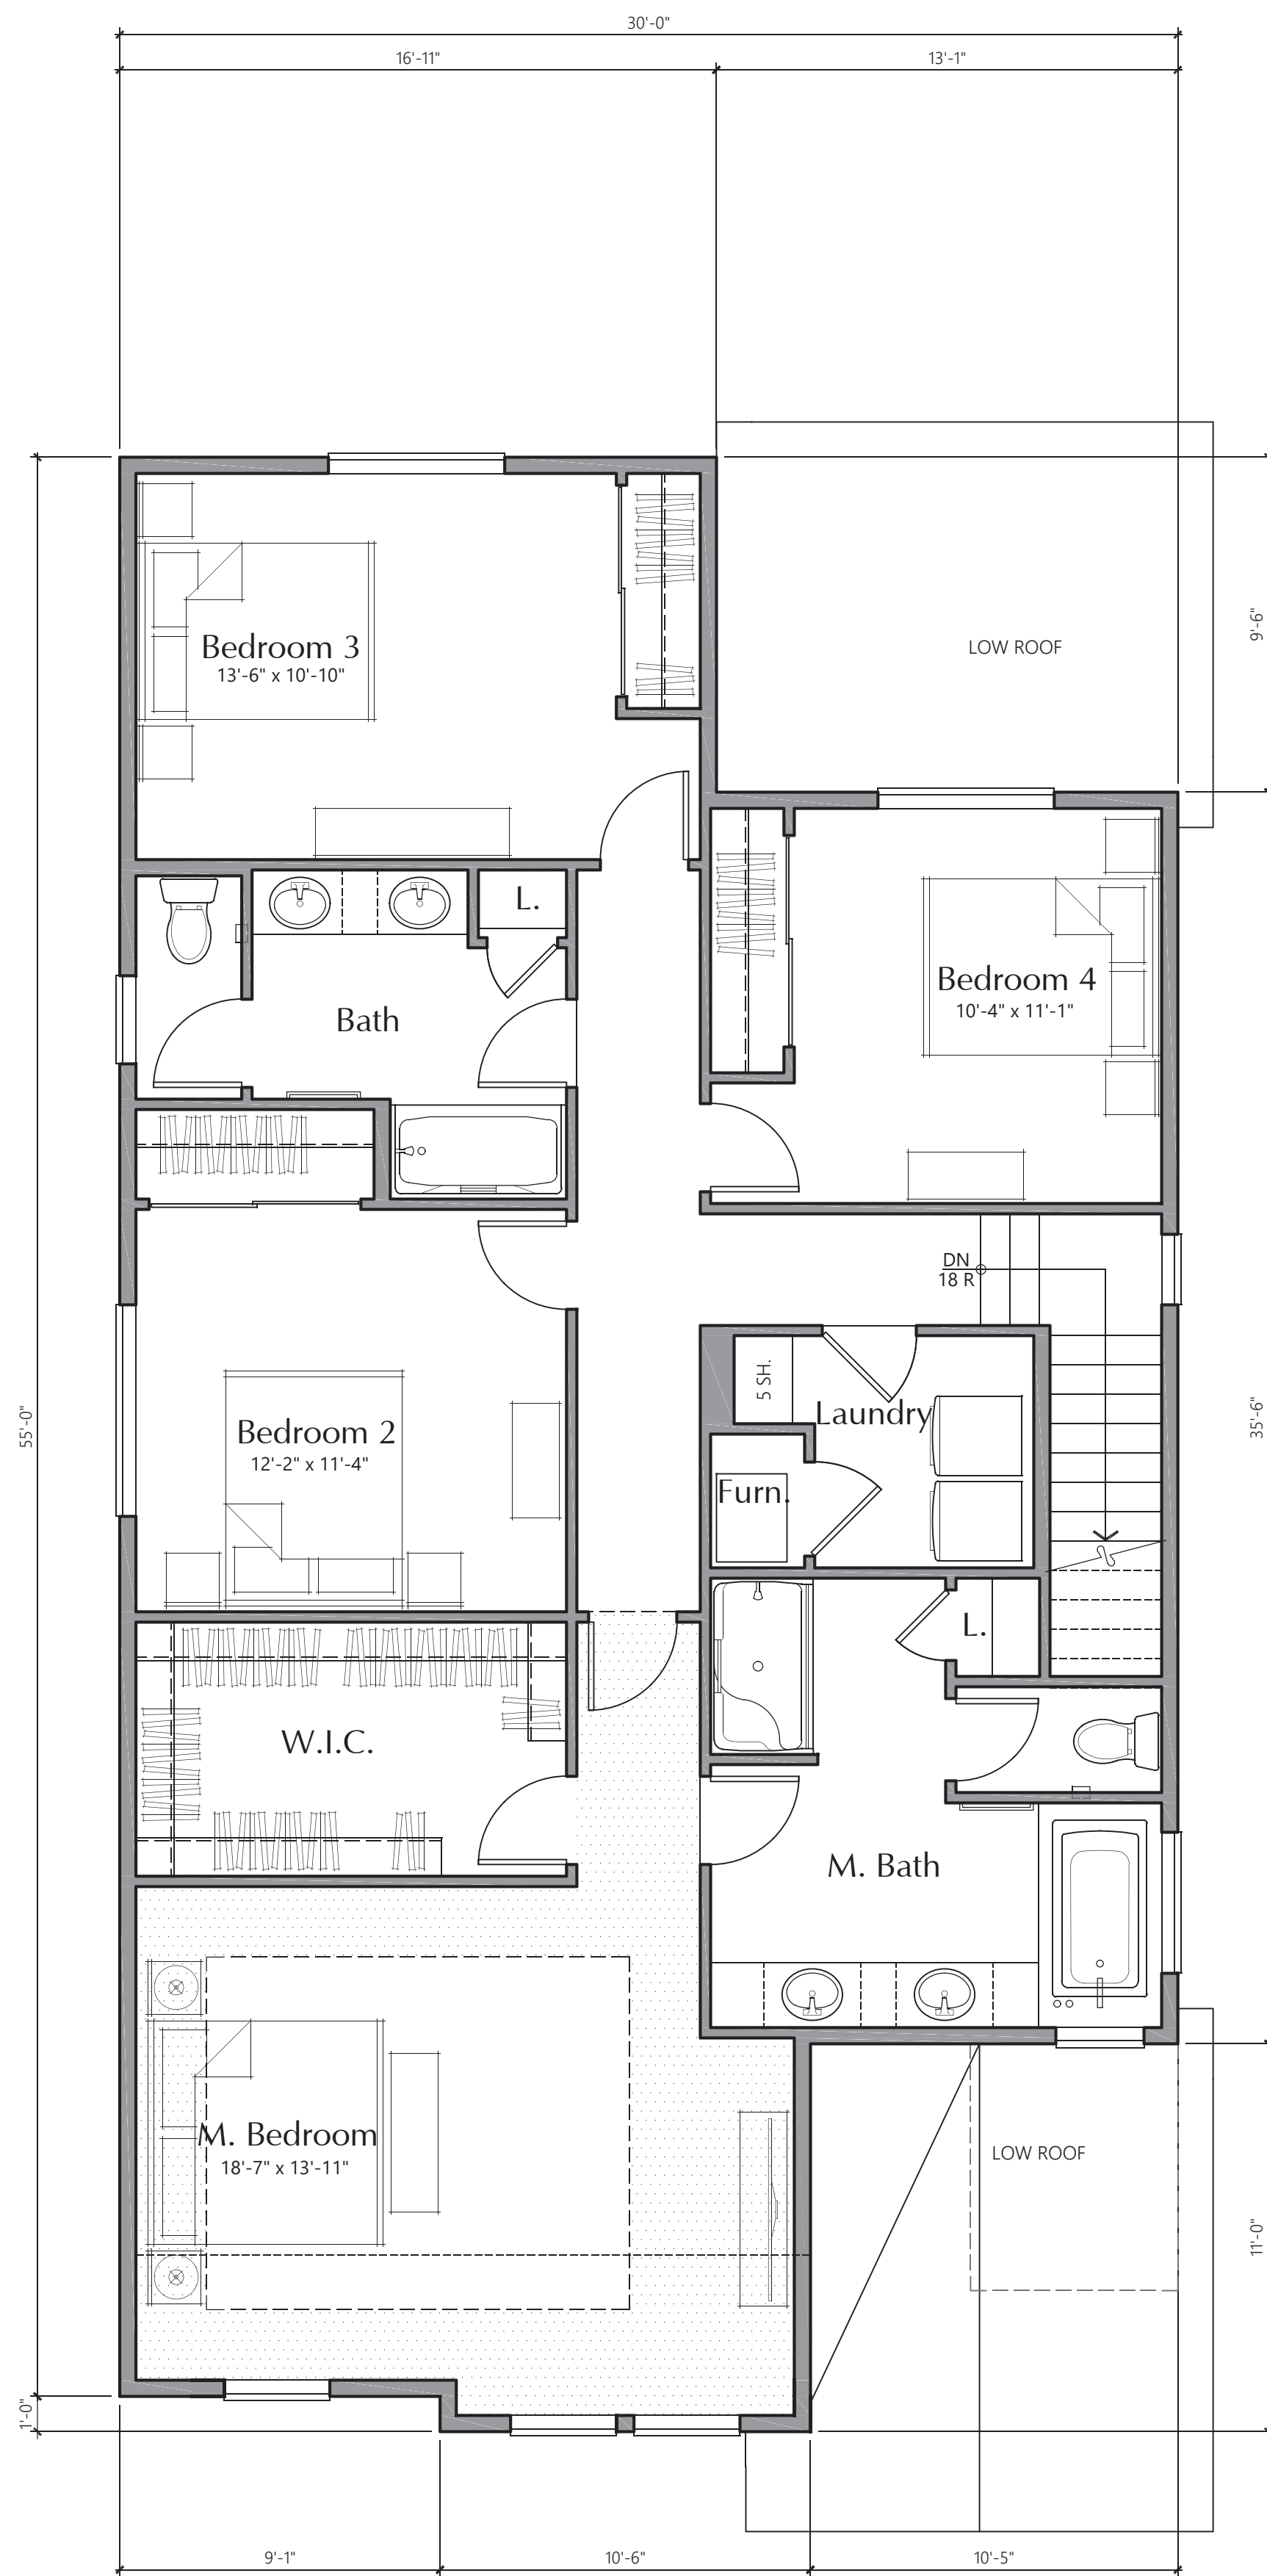 30'-0"
16'-11"
13'-1"
Bedroom 3
13'-6" x 10'-10"
LOW ROOF
9'-6"
L.
Bath
Bedroom 4
10'-4" x 11'-1"
DN
18 R
5 SH.
Laundry
55'-0"
35'-6"
Bedroom 2
12'-2" x 11'-4"
Furn.
L.
W.I.C.
M. Bath
M. Bedroom
18'-7" x 13'-11"
LOW ROOF
11'-0"
1'-0"
9'-1"
10'-6"
10'-5"